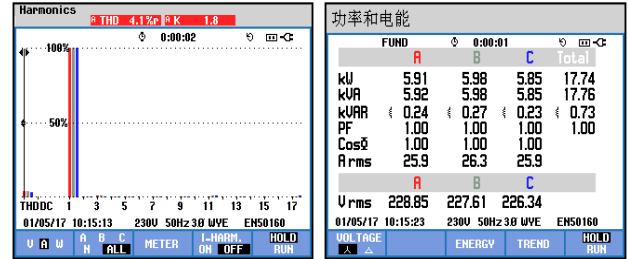 Harmonics
A THD 4.1%r A K 1.8
0:00:02
100%
50%
THDDC 1 3 5 7 9 11 13 15 17
01/05/17 10:15:13 230V 50Hz 3Ø WYE EN50160
V A W A B C N ALL METER I-HARM. ON OFF HOLD RUN
功率和电能
FUND 0:00:01
A B C Total
kW 5.91 5.98 5.85 17.74
kVA 5.92 5.98 5.85 17.76
kVAR 0.24 0.27 0.23 0.73
PF 1.00 1.00 1.00 1.00
CosΦ 1.00 1.00 1.00
A rms 25.9 26.3 25.9
A B C
V rms 228.85 227.61 226.34
01/05/17 10:15:23 230V 50Hz 3Ø WYE EN50160
VOLTAGE ENERGY TREND HOLD RUN